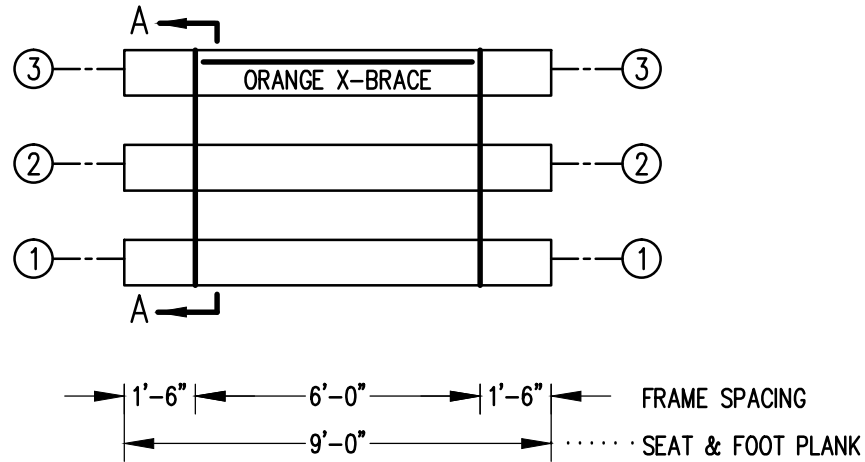 A
3 3
ORANGE X-BRACE
2 2
1 1
A
1'-6" 6'-0" 1'-6" FRAME SPACING
9'-0" SEAT & FOOT PLANK